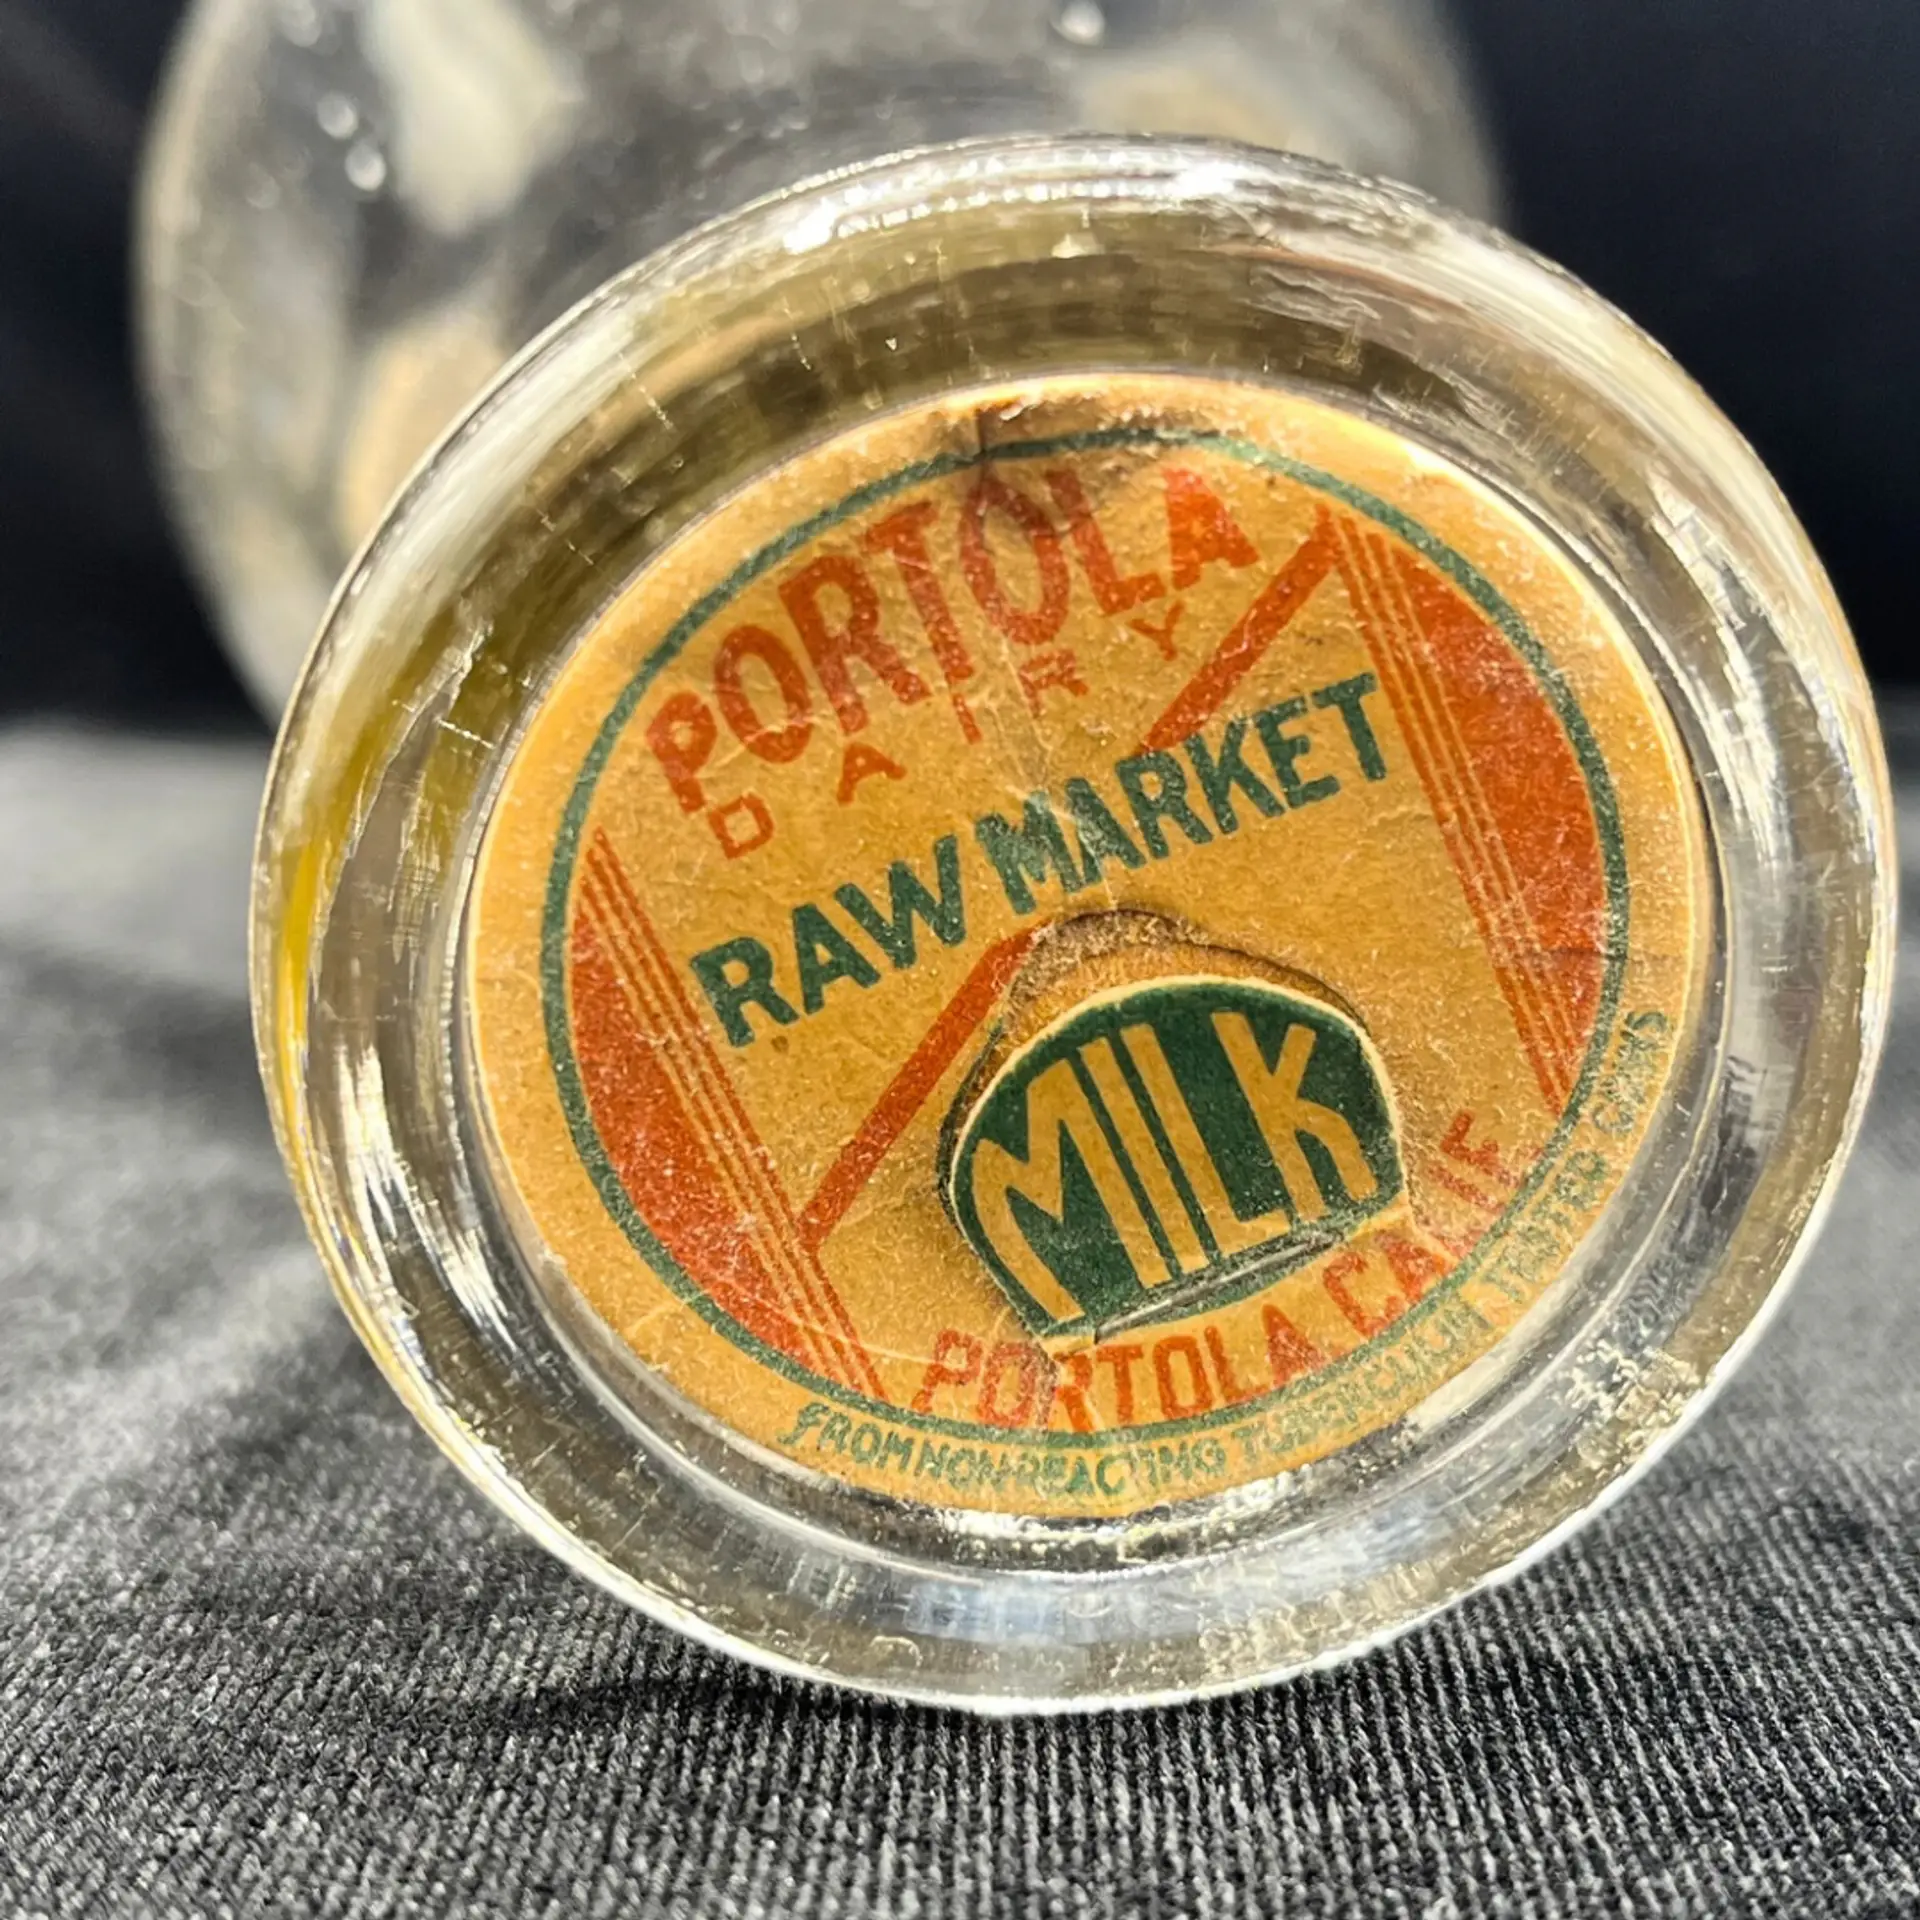 PORTOLA
DAIRY
RAW MARKET
MILK
PORTOLA CALIF
FROM NON-REACTING TUBERCULIN TESTED COWS